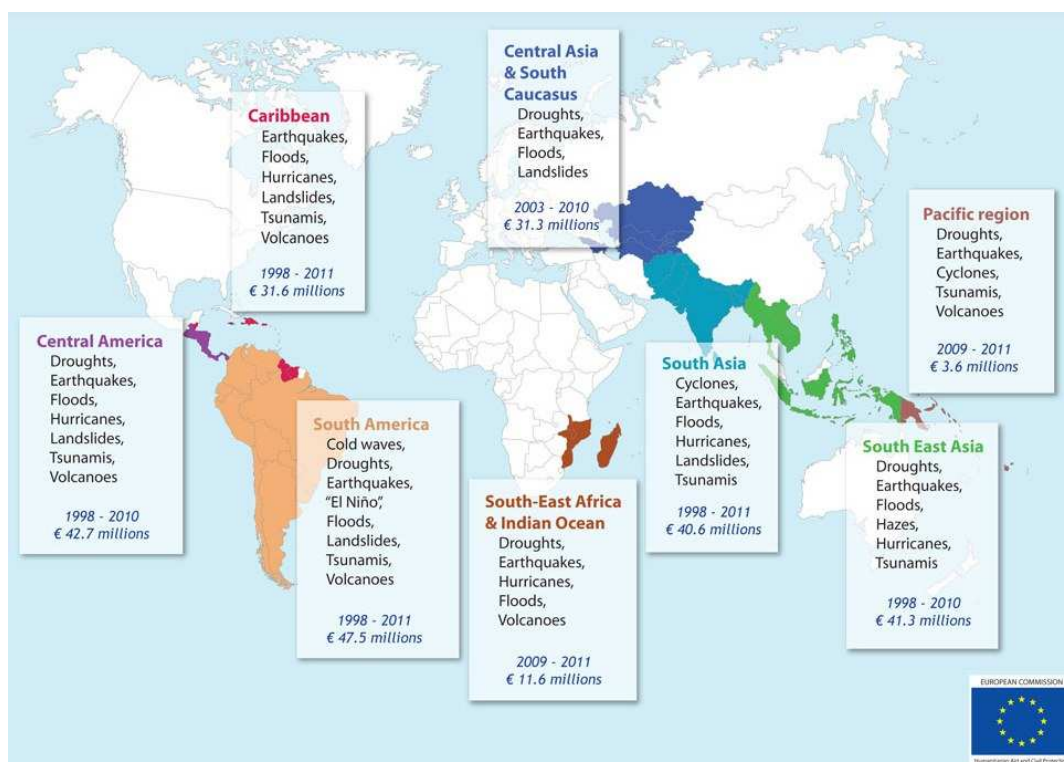 Central Asia
& South
Caucasus
Droughts,
Earthquakes,
Floods,
Landslides
2003 - 2010
€ 31.3 millions
Caribbean
Earthquakes,
Floods,
Hurricanes,
Landslides,
Tsunamis,
Volcanoes
1998 - 2011
€ 31.6 millions
Pacific region
Droughts,
Earthquakes,
Cyclones,
Tsunamis,
Volcanoes
2009 - 2011
€ 3.6 millions
Central America
Droughts,
Earthquakes,
Floods,
Hurricanes,
Landslides,
Tsunamis,
Volcanoes
1998 - 2010
€ 42.7 millions
South America
Cold waves,
Droughts,
Earthquakes,
“El Niño”,
Floods,
Landslides,
Tsunamis,
Volcanoes
1998 - 2011
€ 47.5 millions
South-East Africa
& Indian Ocean
Droughts,
Earthquakes,
Hurricanes,
Floods,
Volcanoes
2009 - 2011
€ 11.6 millions
South Asia
Cyclones,
Earthquakes,
Floods,
Hurricanes,
Landslides,
Tsunamis
1998 - 2011
€ 40.6 millions
South East Asia
Droughts,
Earthquakes,
Floods,
Hazes,
Hurricanes,
Tsunamis
1998 - 2010
€ 41.3 millions
EUROPEAN COMMISSION
Humanitarian Aid and Civil Protection